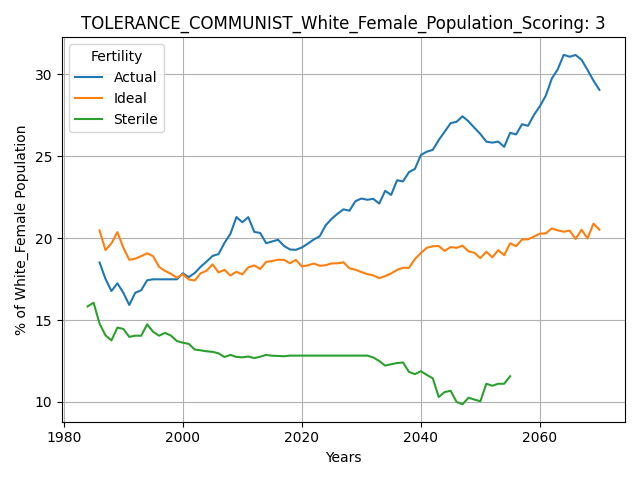 TOLERANCE_COMMUNIST_White_Female_Population_Scoring: 3
Fertility
Actual
Ideal
Sterile
% of White_Female Population
30
25
20
15
10
1980
2000
2020
2040
2060
Years